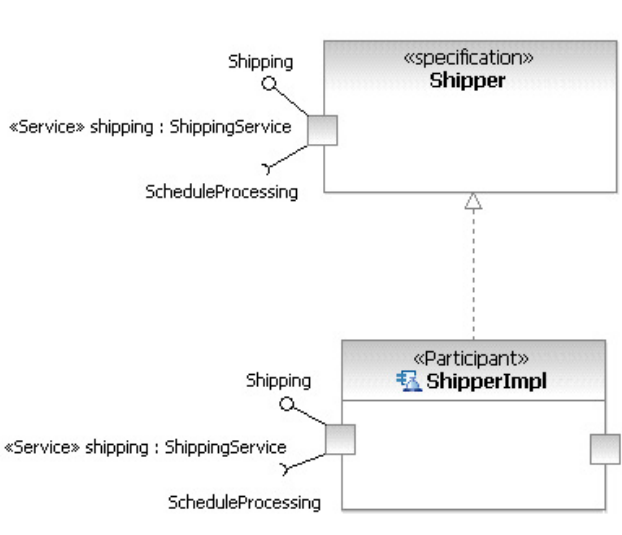 Shipping
«specification»
Shipper
«Service» shipping : ShippingService
ScheduleProcessing
«Participant»
ShipperImpl
Shipping
«Service» shipping : ShippingService
ScheduleProcessing